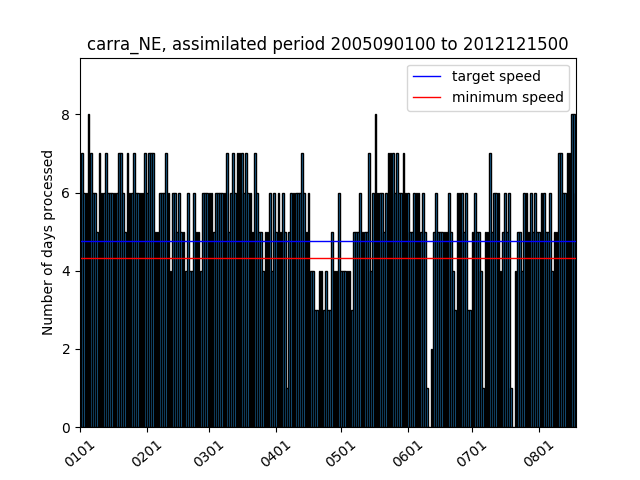 carra_NE, assimilated period 2005090100 to 2012121500
target speed
minimum speed
Number of days processed
8
6
4
2
0
0101 0201 0301 0401 0501 0601 0701 0801